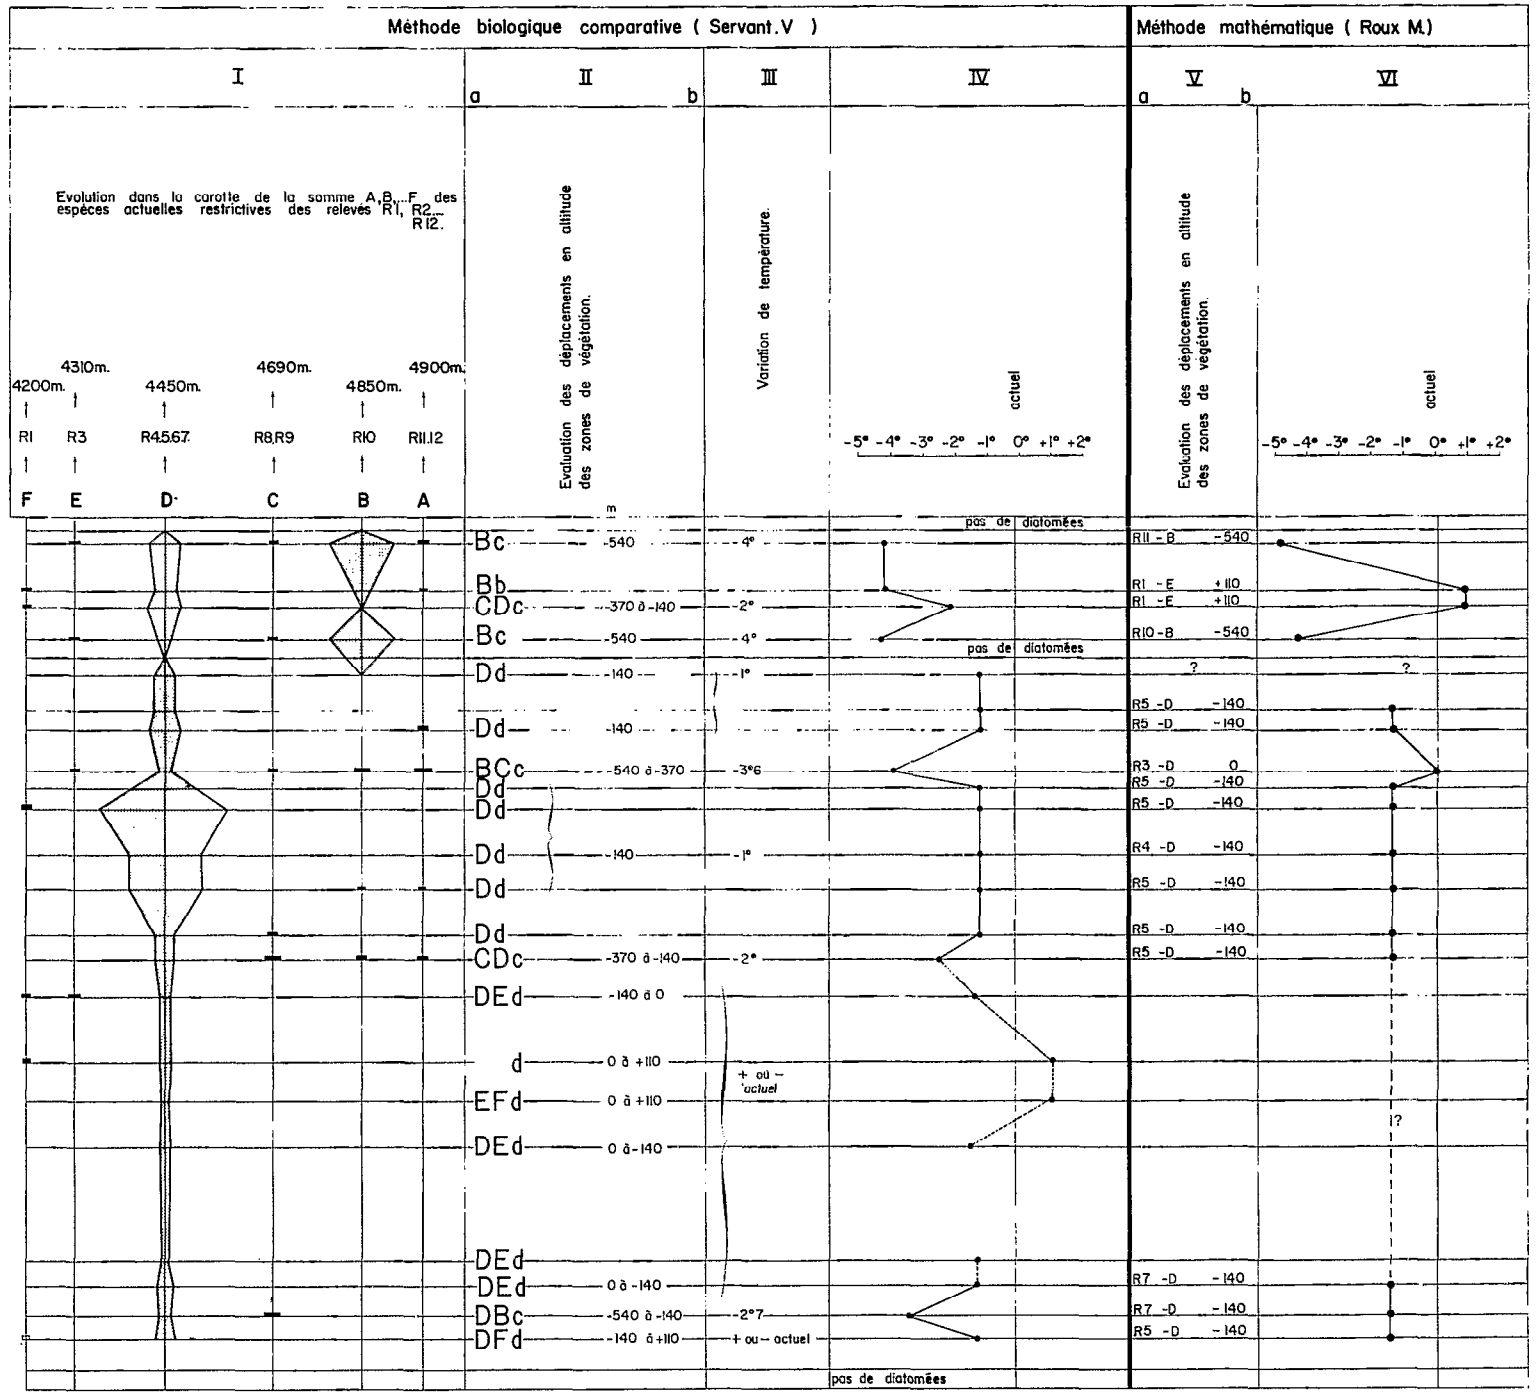 Méthode biologique comparative ( Servant.V )
Méthode mathématique ( Roux M.)
I
II
III
IV
V
VI
a
b
a
b
Evolution dans la carotte de la somme A,B,...F des
espèces actuelles restrictives des relevés R1, R2...
R12.
Evaluation des déplacements en altitude
des zones de végétation.
Variation de température.
actuel
Evaluation des déplacements en altitude
des zones de végétation.
actuel
4200m. 4310m. 4450m. 4690m. 4850m. 4900m.
R1 R3 R4.5.6.7. R8,R9 R10 R11.12
-5° -4° -3° -2° -1° 0° +1° +2°
-5° -4° -3° -2° -1° 0° +1° +2°
F E D C B A
m
pas de diatomées
Bc -540 4° R11 -B -540
Bb R1 -E +110
CDc -370 à -140 -2° R1 -E +110
Bc -540 4° R10-B -540
pas de diatomées
Dd -140 -1° ? ?
R5 -D -140
Dd -140 R5 -D -140
BCc -540 à -370 -3°6 R3 -D 0
Dd R5 -D -140
Dd R5 -D -140
Dd -140 -1° R4 -D -140
Dd R5 -D -140
Dd R5 -D -140
CDc -370 à -140 -2° R5 -D -140
DEd -140 à 0
d 0 à +110
+ ou -
actuel
EFd 0 à +110
?
DEd 0 à -140
DEd
DEd 0 à -140 R7 -D -140
DBc -540 à -140 -2°7 R7 -D -140
DFd -140 à +110 + ou - actuel R5 -D -140
pas de diatomées